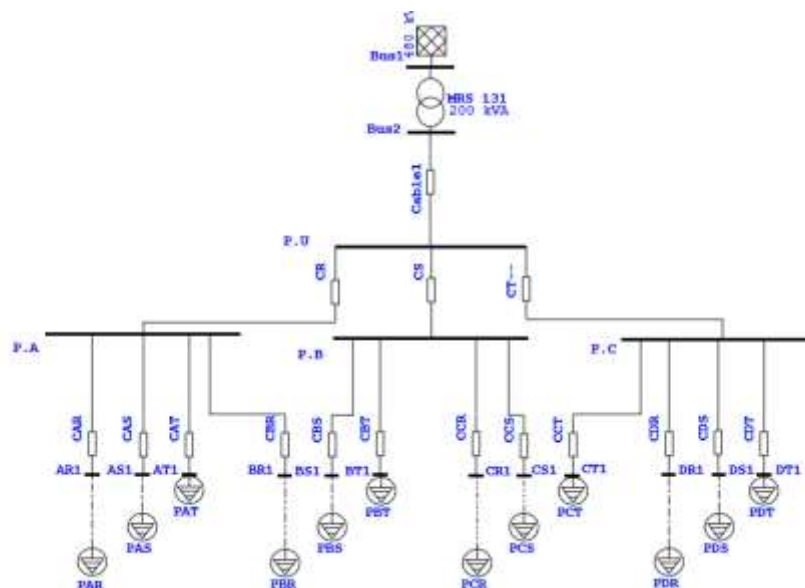 Bus1
MRS 131
200 kVA
Bus2
Cable1
P.U
CR
CS
CT--
P.A
P.B
P.C
CAR
CAS
CAT
CBR
CBS
CBT
CCR
CCS
CCT
CDR
CDS
CDT
AR1
AS1
AT1
BR1
BS1
BT1
CR1
CS1
CT1
DR1
DS1
DT1
PAT
PBT
PCT
PDT
PAS
PBS
PCS
PDS
PAR
PBR
PCR
PDR